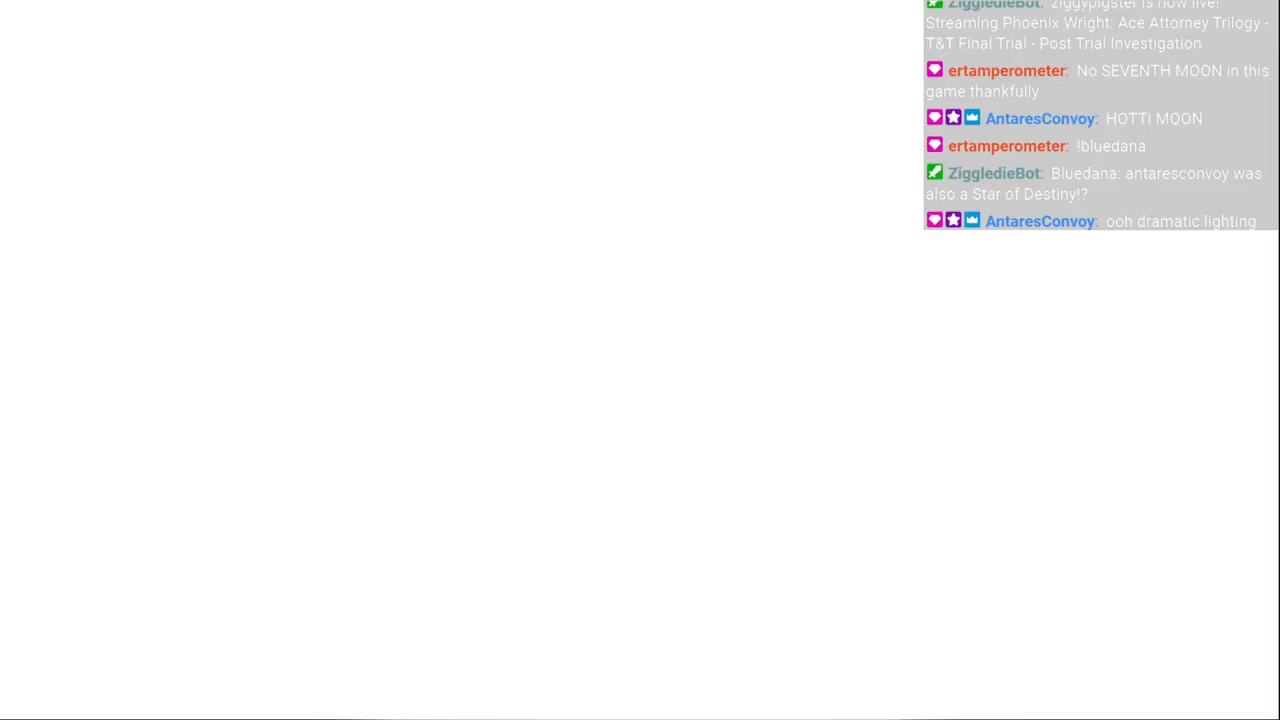 ZiggledieBot: ziggypigster is now live!
Streaming Phoenix Wright: Ace Attorney Trilogy -
T&T Final Trial - Post Trial Investigation
ertamperometer: No SEVENTH MOON in this
game thankfully
AntaresConvoy: HOTTI MOON
ertamperometer: !bluedana
ZiggledieBot: Bluedana: antaresconvoy was
also a Star of Destiny!?
AntaresConvoy: ooh dramatic lighting